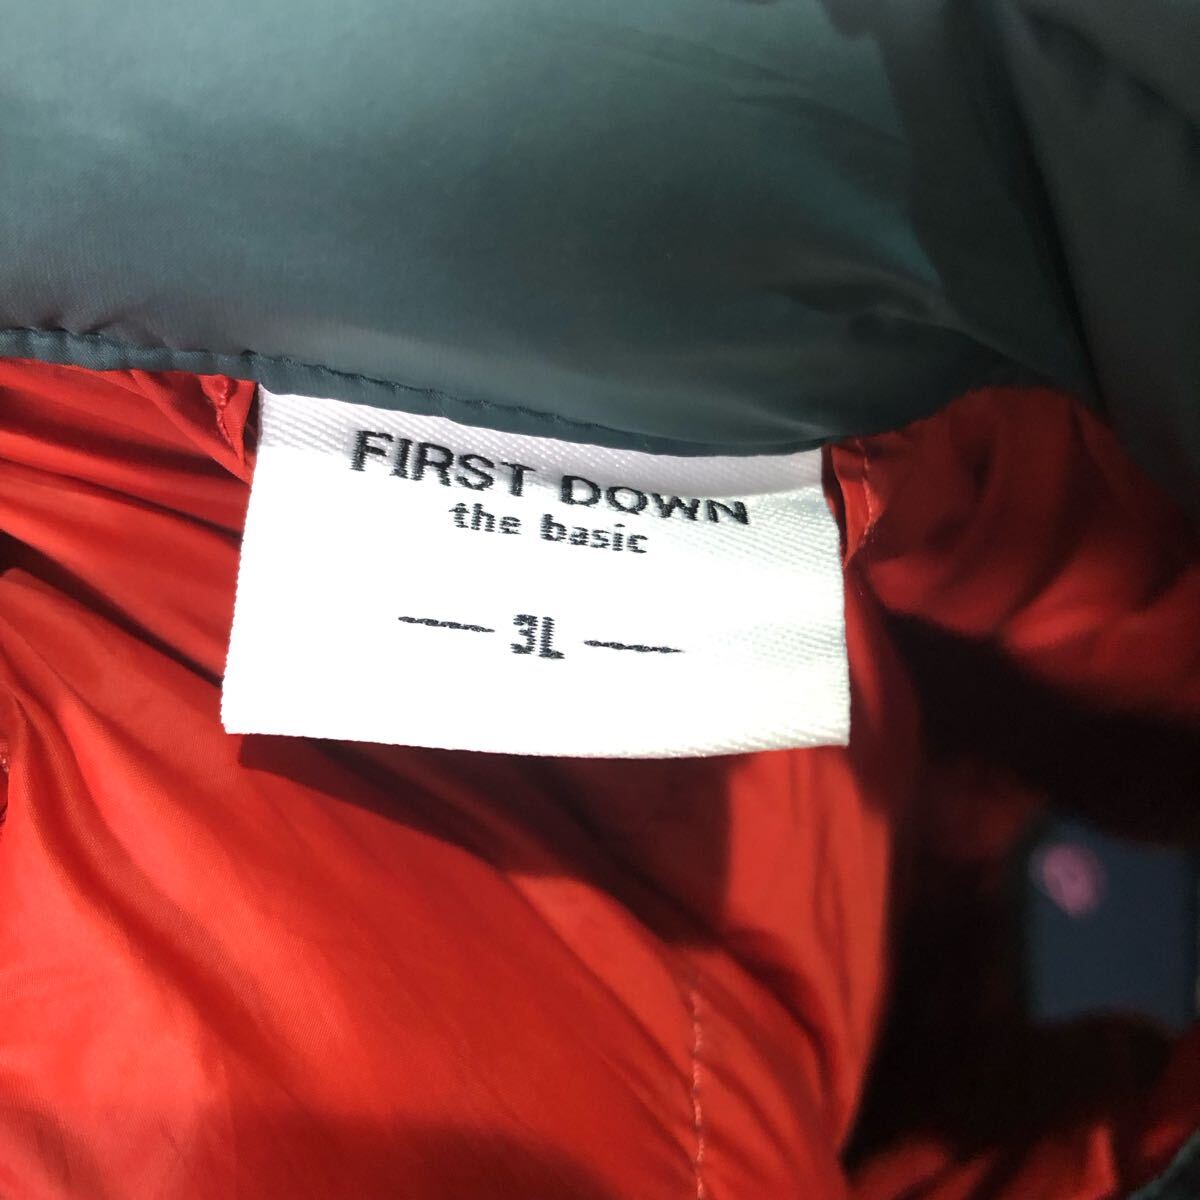 FIRST DOWN
the basic
— 3L —